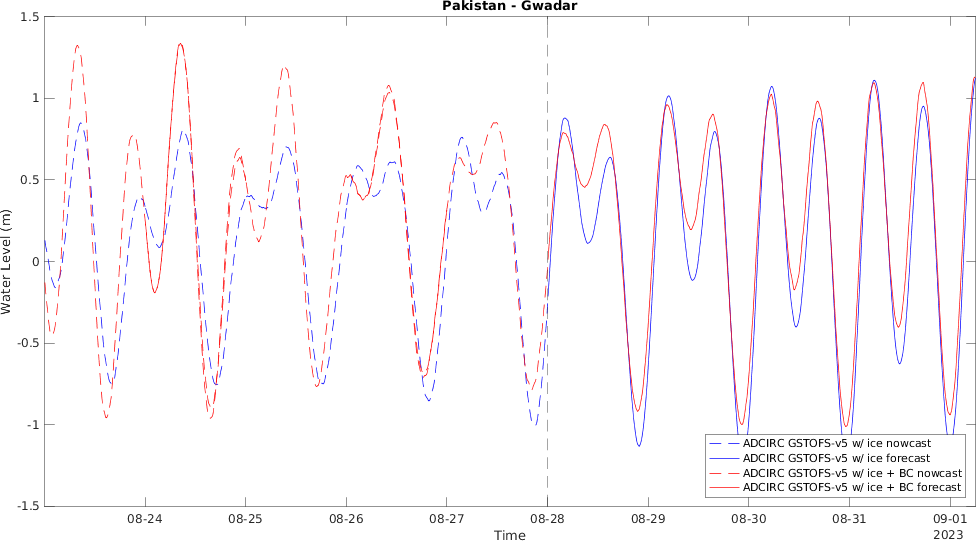 Pakistan - Gwadar
1.5
1
0.5
0
-0.5
-1
-1.5
Water Level (m)
08-24
08-25
08-26
08-27
08-28
08-29
08-30
08-31
09-01
2023
Time
ADCIRC GSTOFS-v5 w/ ice nowcast
ADCIRC GSTOFS-v5 w/ ice forecast
ADCIRC GSTOFS-v5 w/ ice + BC nowcast
ADCIRC GSTOFS-v5 w/ ice + BC forecast